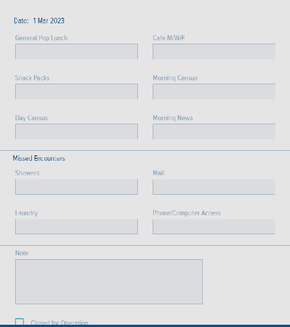 Date: 1 Mar 2023
General Pop Lunch
Snack Packs Morning Census
Day Census Morning News
Missed Encounters
Showers Mail
Laundry Phone/Computer Access
Note
Closed for Operation